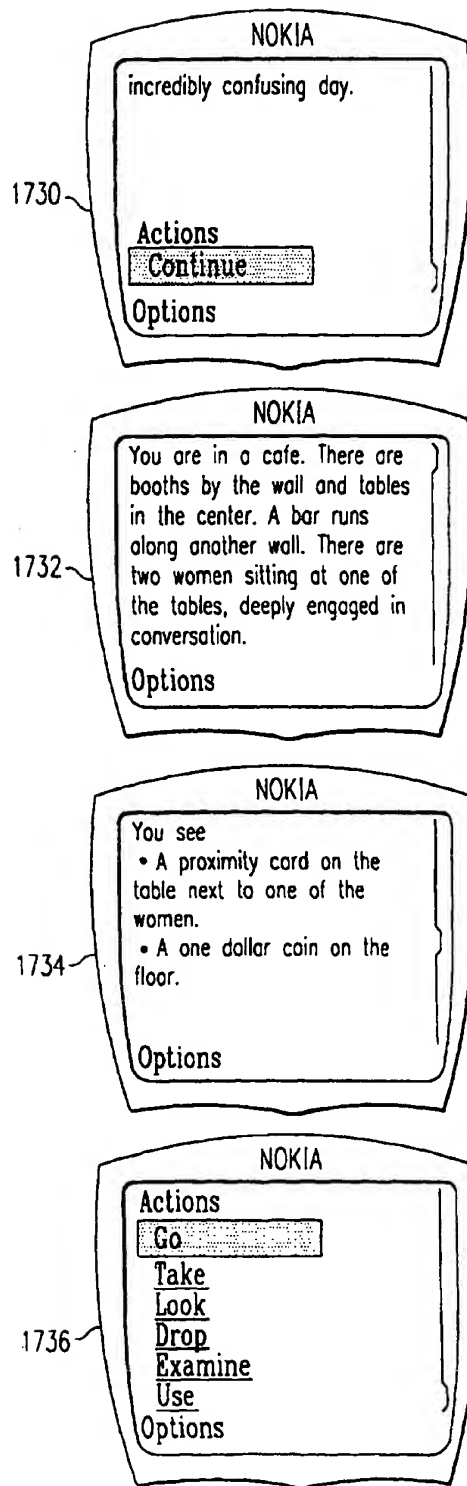 NOKIA
incredibly confusing day.
1730
Actions
Continue
Options
NOKIA
You are in a cafe. There are
booths by the wall and tables
in the center. A bar runs
along another wall. There are
1732
two women sitting at one of
the tables, deeply engaged in
conversation.
Options
NOKIA
You see
• A proximity card on the
table next to one of the
women.
• A one dollar coin on the
1734
floor.
Options
NOKIA
Actions
Go
Take
Look
Drop
1736
Examine
Use
Options